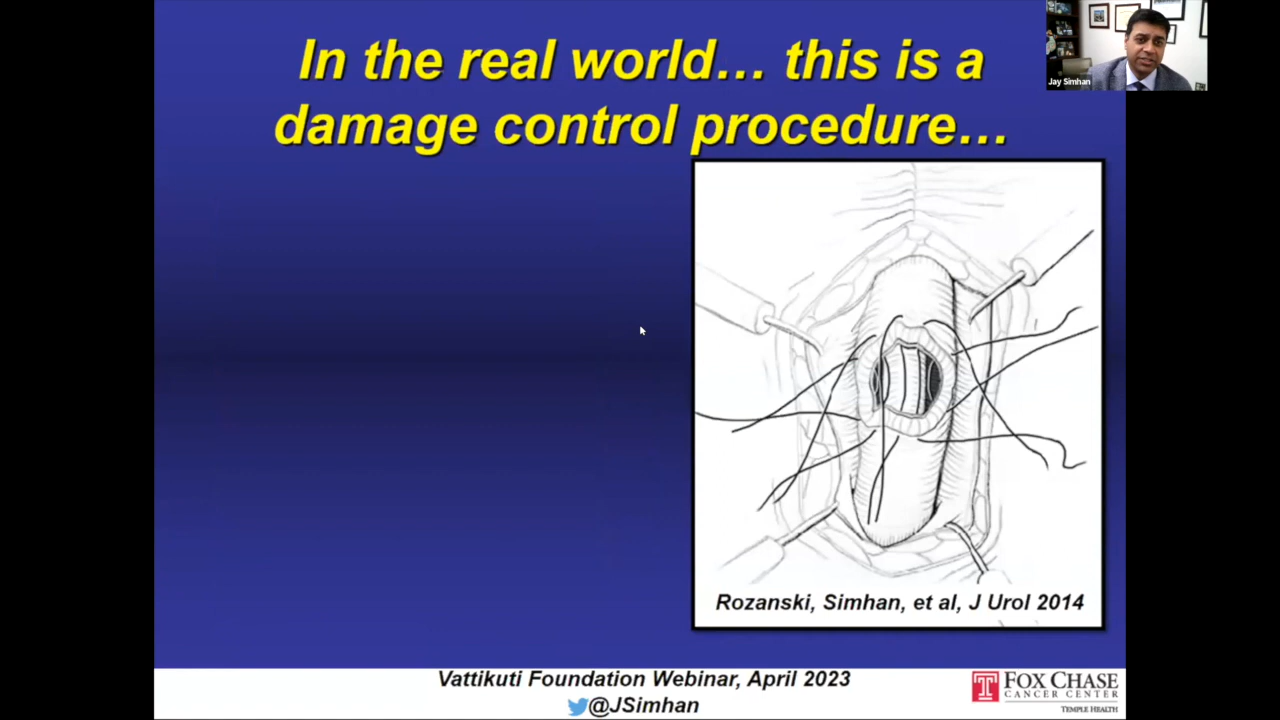 In the real world… this is a
damage control procedure…
Jay Simhan
Rozanski, Simhan, et al, J Urol 2014
Vattikuti Foundation Webinar, April 2023
@JSimhan
T
FOX CHASE
CANCER CENTER
TEMPLE HEALTH